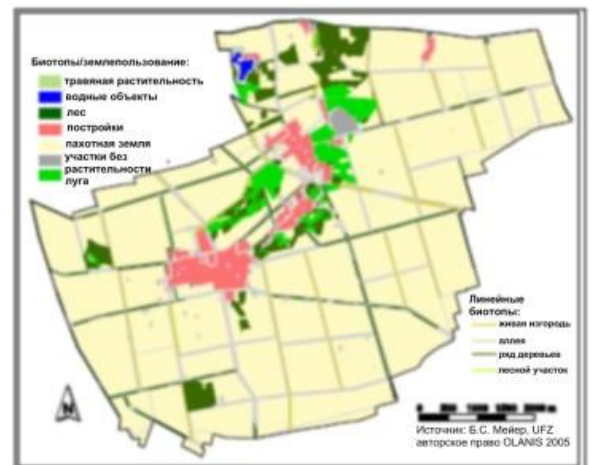 Биотопы/землепользование:
травяная растительность
водные объекты
лес
постройки
пахотная земля
участки без
растительности
луга
Линейные
биотопы:
живая изгородь
аллея
ряд деревьев
лесной участок
N
0
Источник: Б.С. Мейер, UFZ
авторское право OLANIS 2005